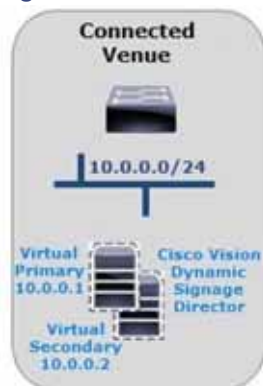 Connected
Venue
10.0.0.0/24
Virtual
Primary
10.0.0.1
Cisco Vision
Dynamic
Signage
Director
Virtual
Secondary
10.0.0.2